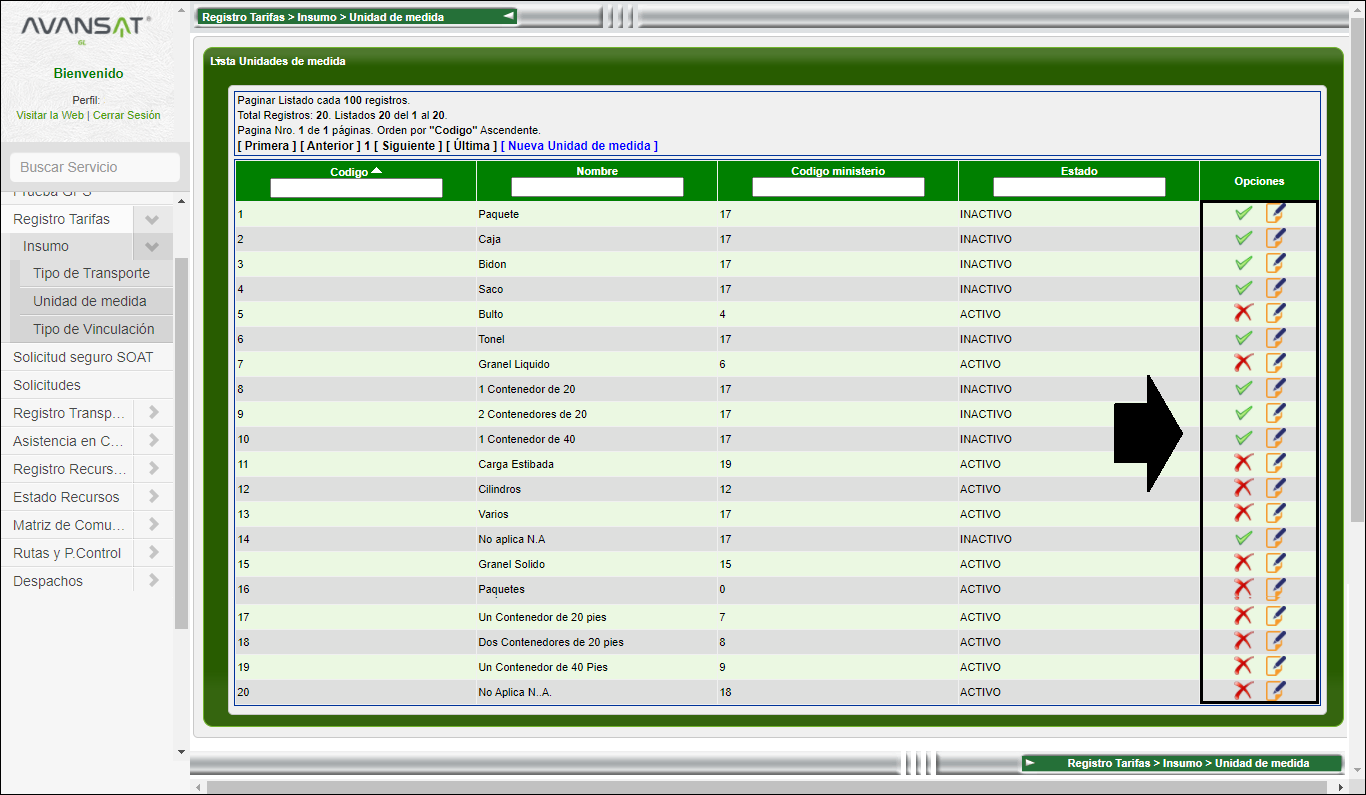 AVANSAT
GL
Bienvenido
Perfil:
Visitar la Web | Cerrar Sesión
Buscar Servicio
Prueba GPS
Registro Tarifas
Insumo
Tipo de Transporte
Unidad de medida
Tipo de Vinculación
Solicitud seguro SOAT
Solicitudes
Registro Transp...
Asistencia en C...
Registro Recurs...
Estado Recursos
Matriz de Comu...
Rutas y P.Control
Despachos
Registro Tarifas > Insumo > Unidad de medida
Lista Unidades de medida
Paginar Listado cada 100 registros.
Total Registros: 20. Listados 20 del 1 al 20.
Pagina Nro. 1 de 1 páginas. Orden por "Codigo" Ascendente.
[ Primera ] [ Anterior ] 1 [ Siguiente ] [ Última ] [ Nueva Unidad de medida ]
Codigo Nombre Codigo ministerio Estado Opciones
1 Paquete 17 INACTIVO
2 Caja 17 INACTIVO
3 Bidon 17 INACTIVO
4 Saco 17 INACTIVO
5 Bulto 4 ACTIVO
6 Tonel 17 INACTIVO
7 Granel Liquido 6 ACTIVO
8 1 Contenedor de 20 17 INACTIVO
9 2 Contenedores de 20 17 INACTIVO
10 1 Contenedor de 40 17 INACTIVO
11 Carga Estibada 19 ACTIVO
12 Cilindros 12 ACTIVO
13 Varios 17 ACTIVO
14 No aplica N.A 17 INACTIVO
15 Granel Solido 15 ACTIVO
16 Paquetes 0 ACTIVO
17 Un Contenedor de 20 pies 7 ACTIVO
18 Dos Contenedores de 20 pies 8 ACTIVO
19 Un Contenedor de 40 Pies 9 ACTIVO
20 No Aplica N..A. 18 ACTIVO
Registro Tarifas > Insumo > Unidad de medida